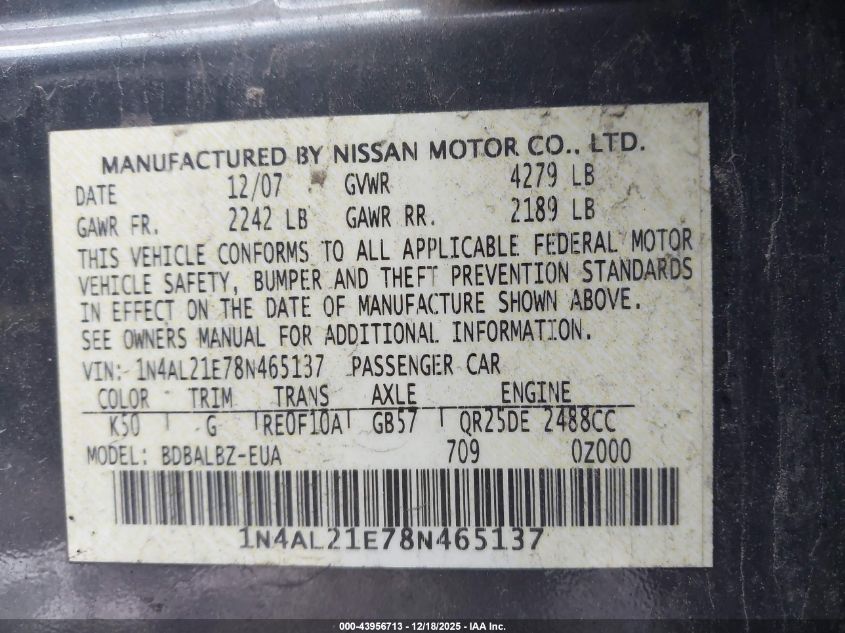 MANUFACTURED BY NISSAN MOTOR CO., LTD.
DATE 12/07 GVWR 4279 LB
GAWR FR. 2242 LB GAWR RR. 2189 LB
THIS VEHICLE CONFORMS TO ALL APPLICABLE FEDERAL MOTOR
VEHICLE SAFETY, BUMPER AND THEFT PREVENTION STANDARDS
IN EFFECT ON THE DATE OF MANUFACTURE SHOWN ABOVE.
SEE OWNERS MANUAL FOR ADDITIONAL INFORMATION.
VIN: 1N4AL21E78N465137 PASSENGER CAR
COLOR TRIM TRANS AXLE ENGINE
K50 G RE0F10A GB57 QR25DE 2488CC
MODEL: BDBALBZ-EUA 709 0Z000
1N4AL21E78N465137
000-43956713 - 12/18/2025 - IAA Inc.